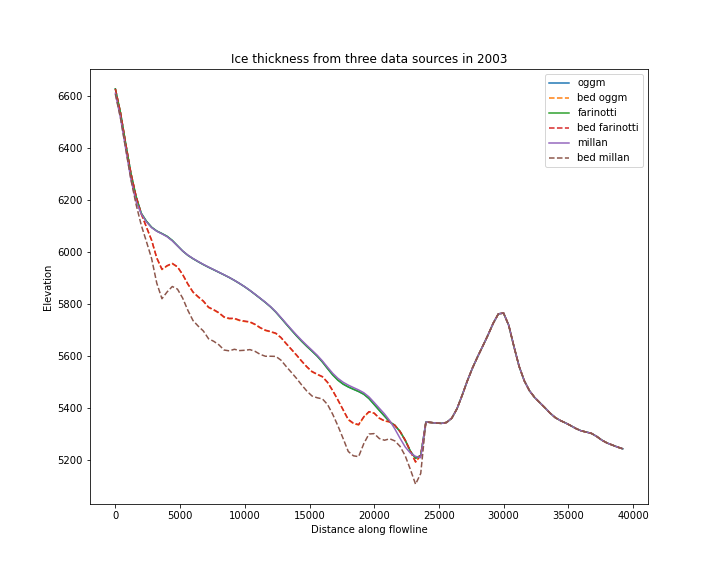 Ice thickness from three data sources in 2003
oggm
bed oggm
farinotti
bed farinotti
millan
bed millan
Elevation
6600
6400
6200
6000
5800
5600
5400
5200
0 5000 10000 15000 20000 25000 30000 35000 40000
Distance along flowline